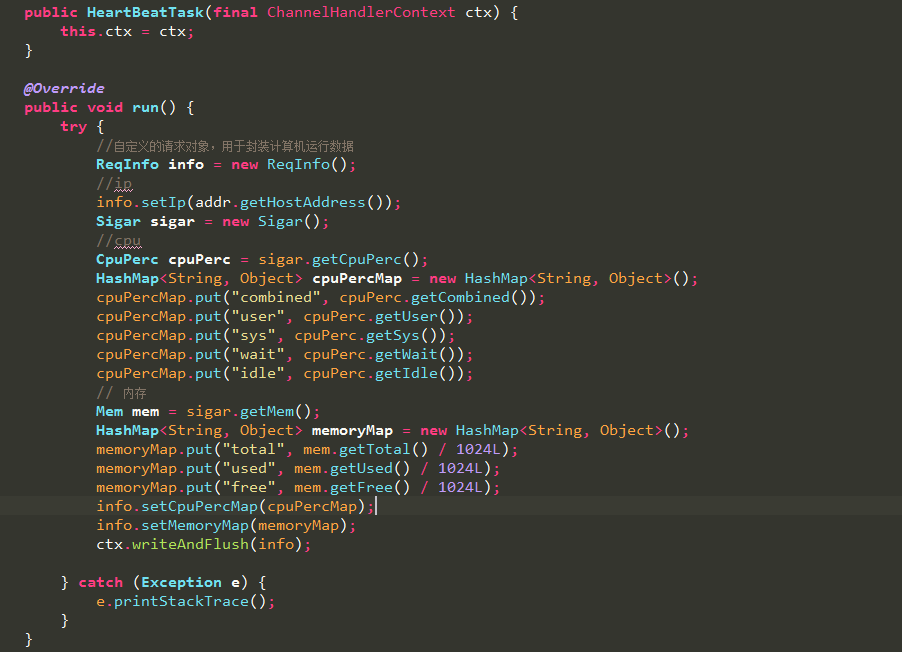 public HeartBeatTask(final ChannelHandlerContext ctx) {
this.ctx = ctx;
}
@Override
public void run() {
try {
//自定义的请求对象，用于封装计算机运行数据
ReqInfo info = new ReqInfo();
//ip
info.setIp(addr.getHostAddress());
Sigar sigar = new Sigar();
//cpu
CpuPerc cpuPerc = sigar.getCpuPerc();
HashMap<String, Object> cpuPercMap = new HashMap<String, Object>();
cpuPercMap.put("combined", cpuPerc.getCombined());
cpuPercMap.put("user", cpuPerc.getUser());
cpuPercMap.put("sys", cpuPerc.getSys());
cpuPercMap.put("wait", cpuPerc.getWait());
cpuPercMap.put("idle", cpuPerc.getIdle());
// 内存
Mem mem = sigar.getMem();
HashMap<String, Object> memoryMap = new HashMap<String, Object>();
memoryMap.put("total", mem.getTotal() / 1024L);
memoryMap.put("used", mem.getUsed() / 1024L);
memoryMap.put("free", mem.getFree() / 1024L);
info.setCpuPercMap(cpuPercMap);
info.setMemoryMap(memoryMap);
ctx.writeAndFlush(info);
} catch (Exception e) {
e.printStackTrace();
}
}